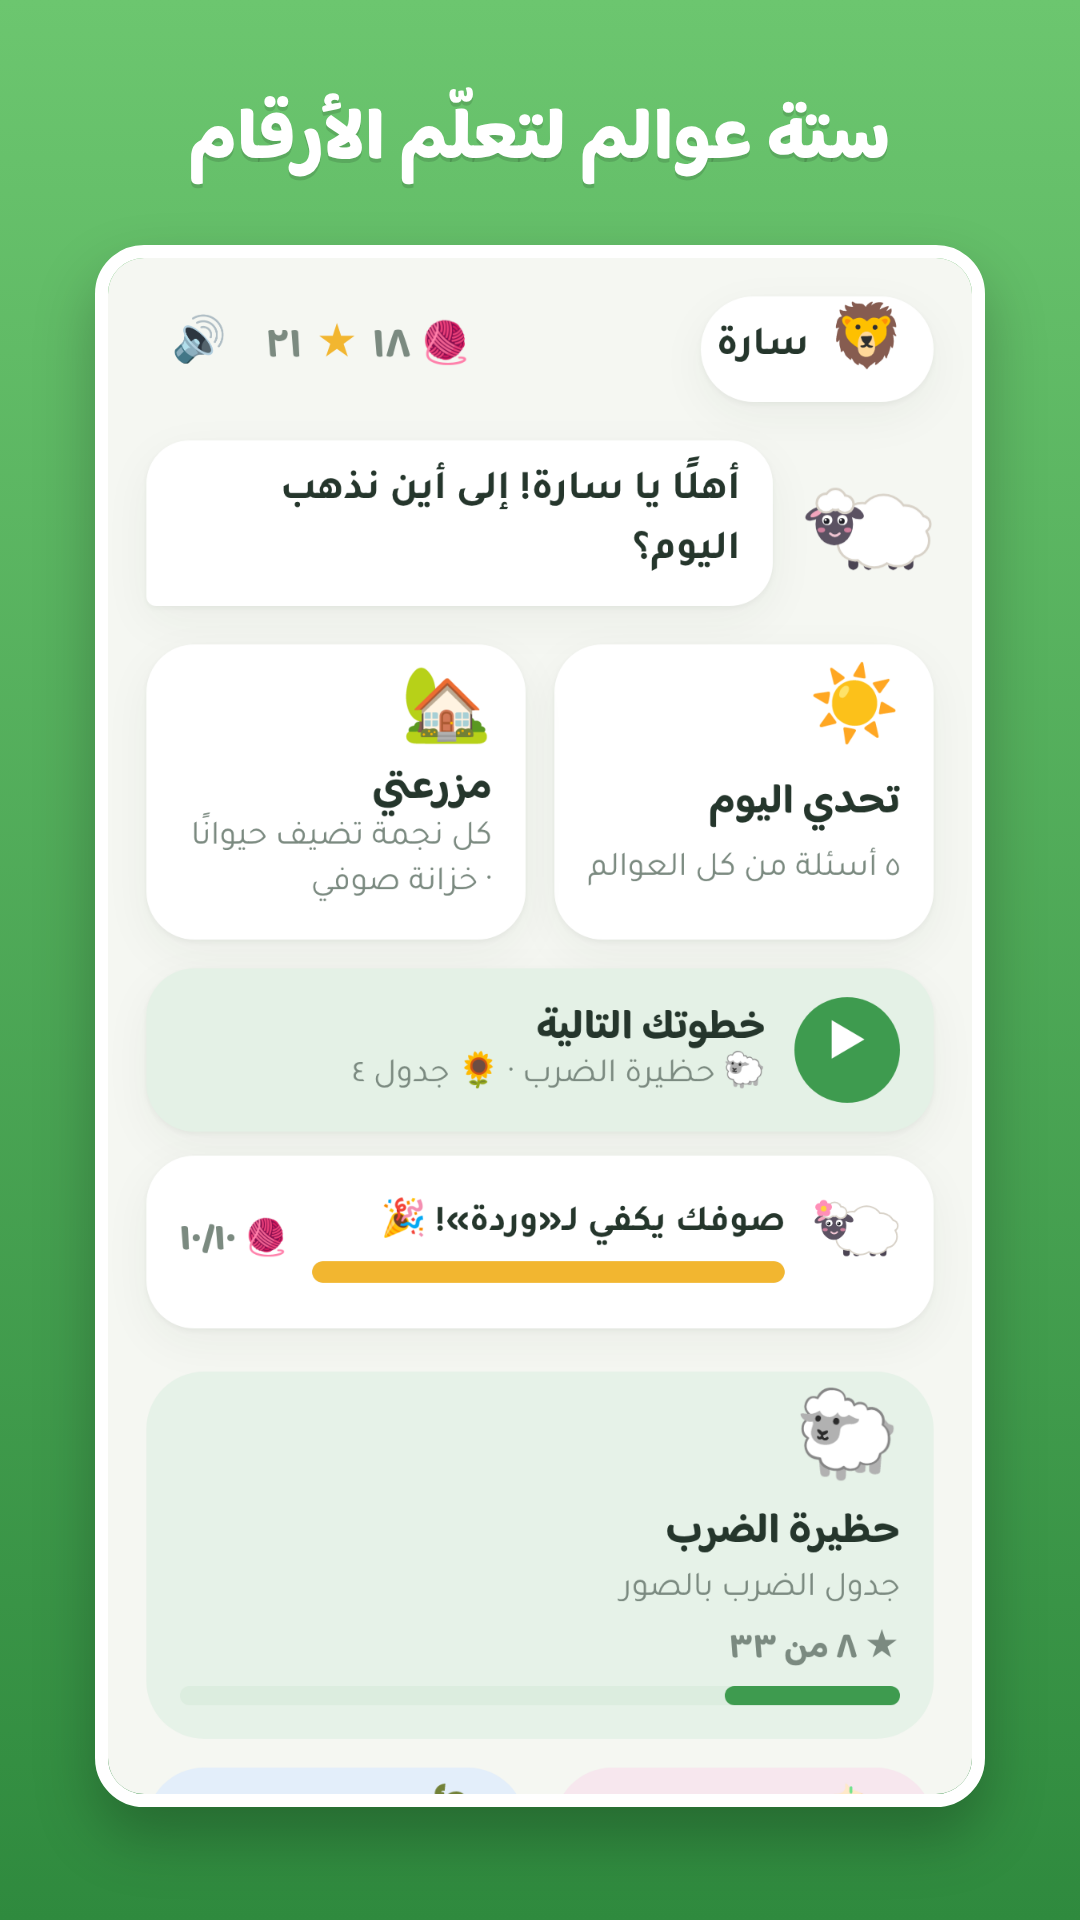 ستة عوالم لتعلّم الأرقام
سارة
١٨ ★ ٢١
أهلًا يا سارة! إلى أين نذهب
اليوم؟
تحدي اليوم
٥ أسئلة من كل العوالم
مزرعتي
كل نجمة تضيف حيوانًا
· خزانة صوفي
خطوتك التالية
🐑 حظيرة الضرب · 🌻 جدول ٤
صوفك يكفي لـ«وردة»! 🎉
١٠/١٠
حظيرة الضرب
جدول الضرب بالصور
★ ٨ من ٣٣